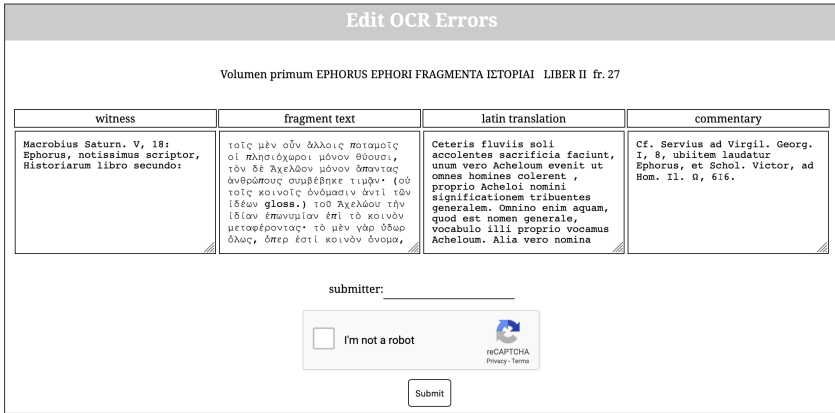 Edit OCR Errors
Volumen primum EPHORUS EPHORI FRAGMENTA ΙΣΤΟΡΙΑΙ LIBER II fr. 27
witness
Macrobius Saturn. V, 18:
Ephorus, notissimus scriptor,
Historiarum libro secundo:
fragment text
τοῖς μὲν οὖν ἄλλοις ποταμοῖς
οἱ πλησιόχωροι μόνον θύουσι,
τὸν δὲ Ἀχελῶον μόνον ἅπαντας
ἀνθρώπους συμβέβηκε τιμᾷν· (οὐ
τοῖς κοινοῖς ὀνόμασιν ἀντὶ τῶν
ἰδέων gloss.) τοῦ Ἀχελώου τὴν
ἰδίαν ἐπωνυμίαν ἐπὶ τὸ κοινὸν
μεταφέροντας· τὸ μὲν γὰρ ὕδωρ
ὅλως, ὅπερ ἐστὶ κοινὸν ὄνομα,
latin translation
Ceteris fluviis soli
accolentes sacrificia faciunt,
unum vero Acheloum evenit ut
omnes homines colerent ,
proprio Acheloi nomini
significationem tribuentes
generalem. Omnino enim aquam,
quod est nomen generale,
vocabulo illi proprio vocamus
Acheloum. Alia vero nomina
commentary
Cf. Servius ad Virgil. Georg.
I, 8, ubiitem laudatur
Ephorus, et Schol. Victor, ad
Hom. Il. Ω, 6I6.
submitter:
I'm not a robot
reCAPTCHA
Privacy - Terms
Submit